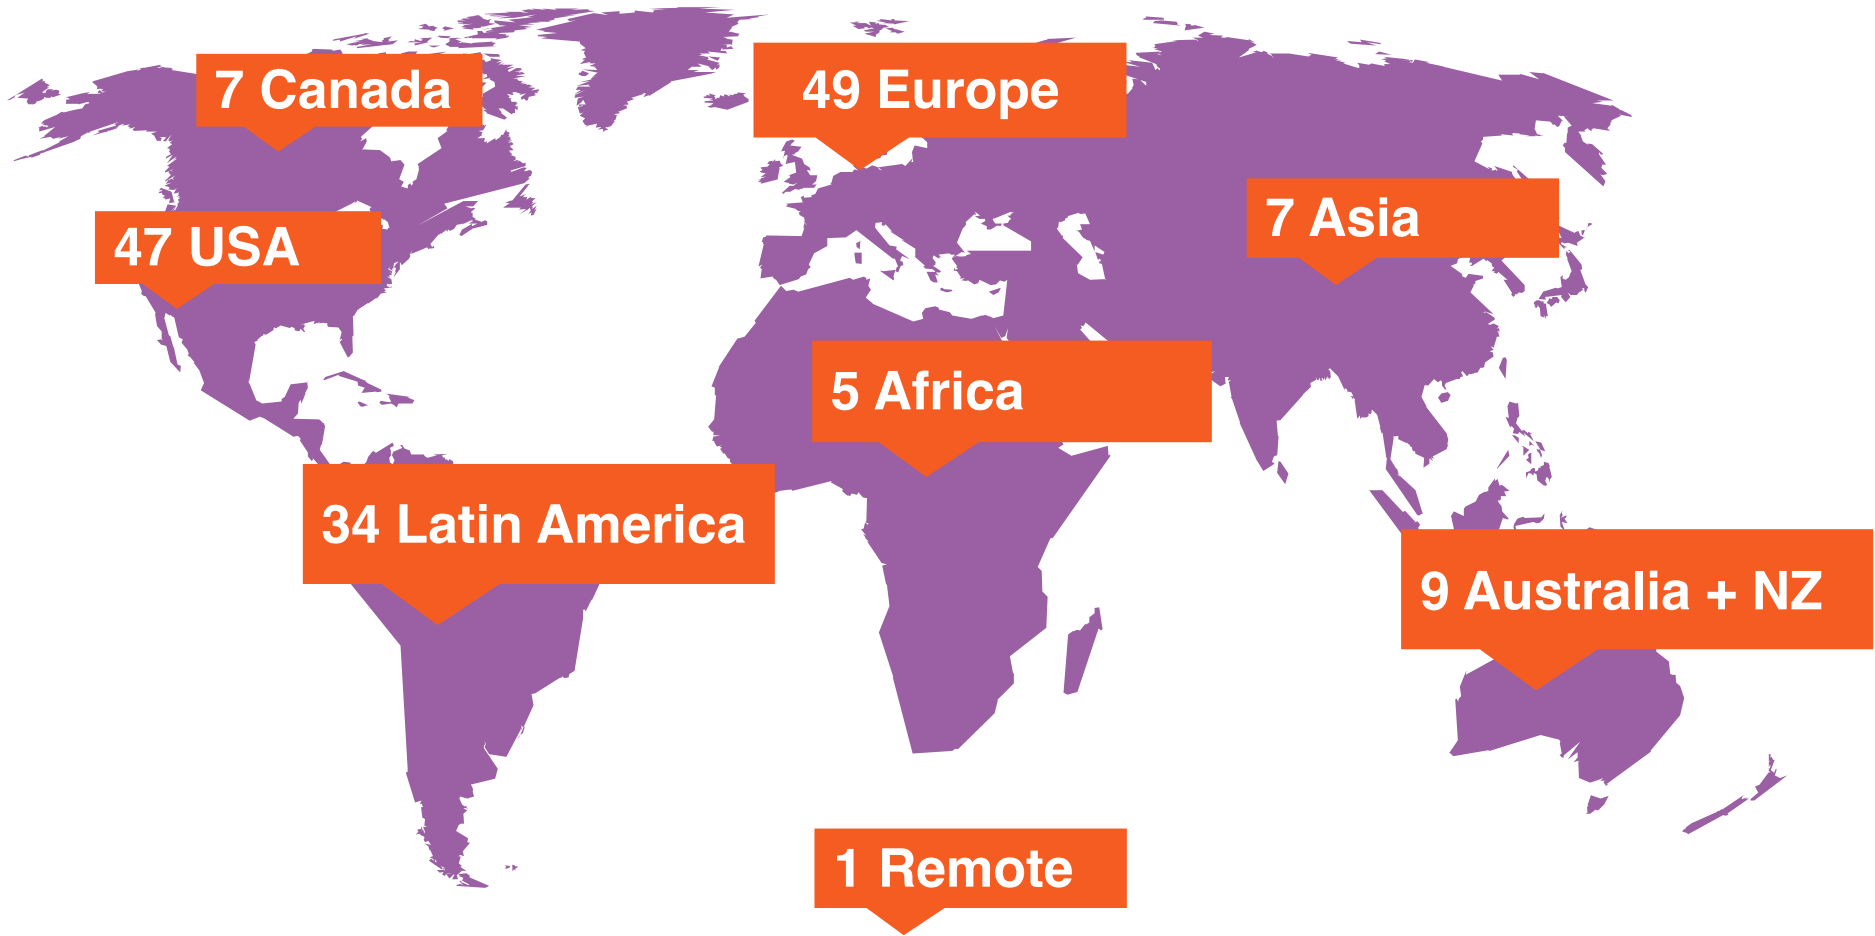 7 Canada
49 Europe
47 USA
7 Asia
5 Africa
34 Latin America
9 Australia + NZ
1 Remote